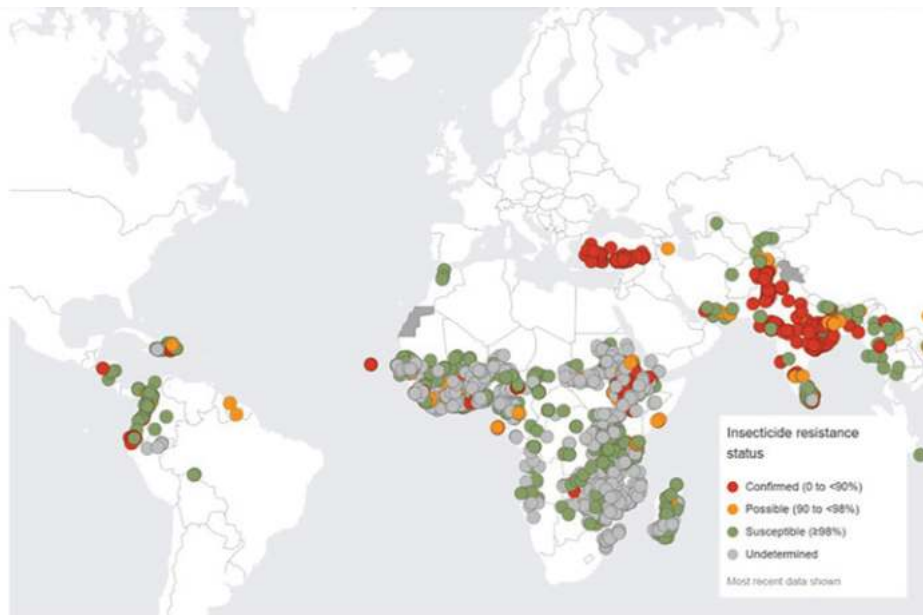 Insecticide resistance
status
Confirmed (0 to <90%)
Possible (90 to <98%)
Susceptible (≥98%)
Undetermined
Most recent data shown